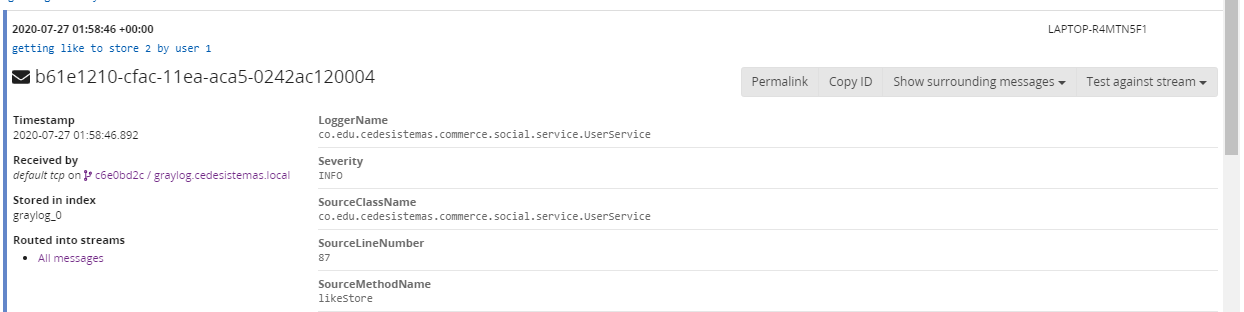 2020-07-27 01:58:46 +00:00
LAPTOP-R4MTN5F1
getting like to store 2 by user 1
b61e1210-cfac-11ea-aca5-0242ac120004
Permalink
Copy ID
Show surrounding messages
Test against stream
Timestamp
2020-07-27 01:58:46.892
Received by
default tcp on c6e0bd2c / graylog.cedesistemas.local
Stored in index
graylog_0
Routed into streams
All messages
LoggerName
co.edu.cedesistemas.commerce.social.service.UserService
Severity
INFO
SourceClassName
co.edu.cedesistemas.commerce.social.service.UserService
SourceLineNumber
87
SourceMethodName
likeStore